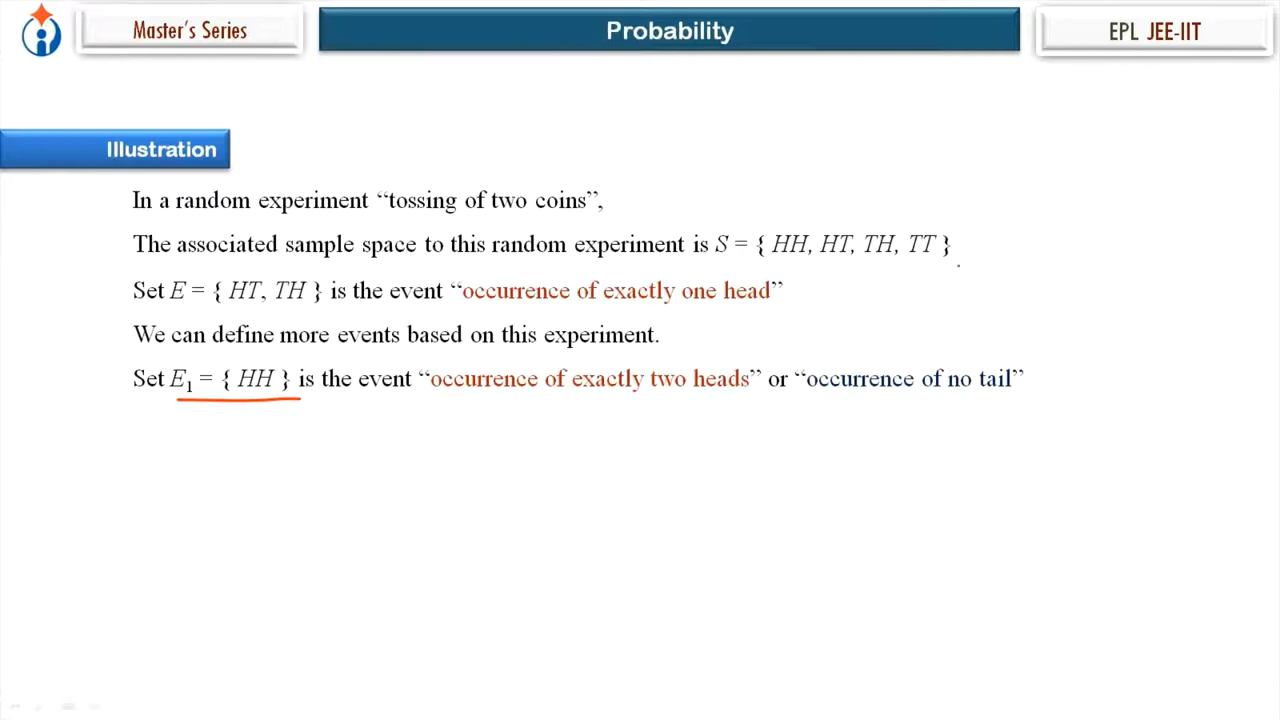 Master's Series
Probability
EPL JEE-IIT
Illustration
In a random experiment “tossing of two coins”,
The associated sample space to this random experiment is S = { HH, HT, TH, TT }
Set E = { HT, TH } is the event “occurrence of exactly one head”
We can define more events based on this experiment.
Set E₁ = { HH } is the event “occurrence of exactly two heads” or “occurrence of no tail”